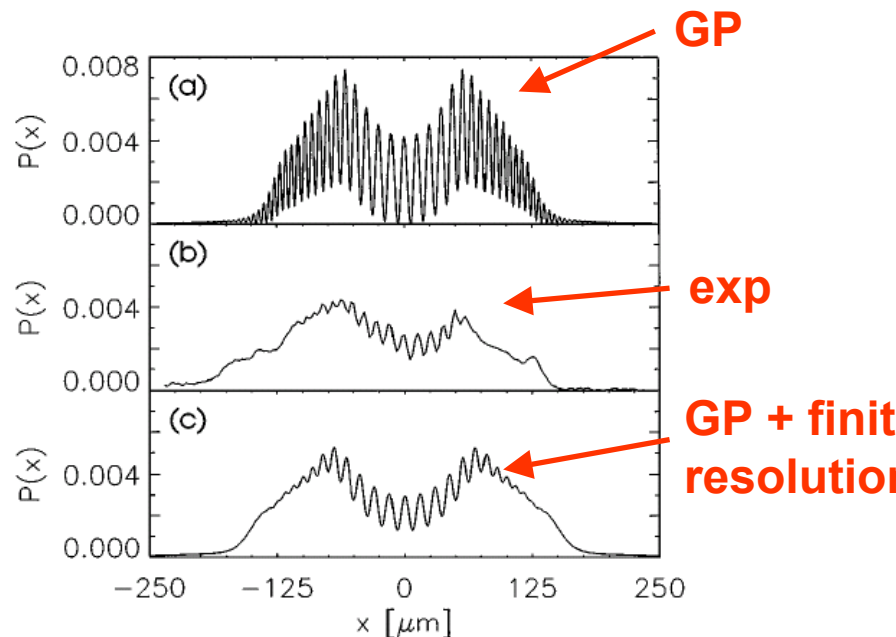 GP
0.008
(a)
P(x)
0.004
0.000
(b)
exp
P(x)
0.004
0.000
(c)
GP + finit
resolution
P(x)
0.004
0.000
−250 −125 0 125 250
x [μm]